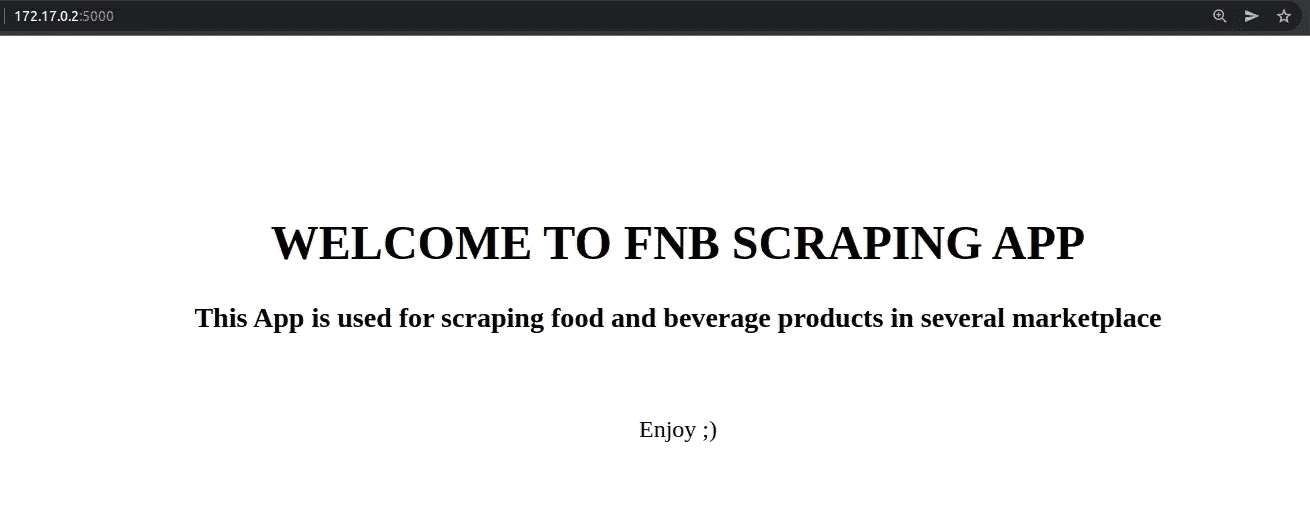 172.17.0.2:5000
WELCOME TO FNB SCRAPING APP
This App is used for scraping food and beverage products in several marketplace
Enjoy ;)